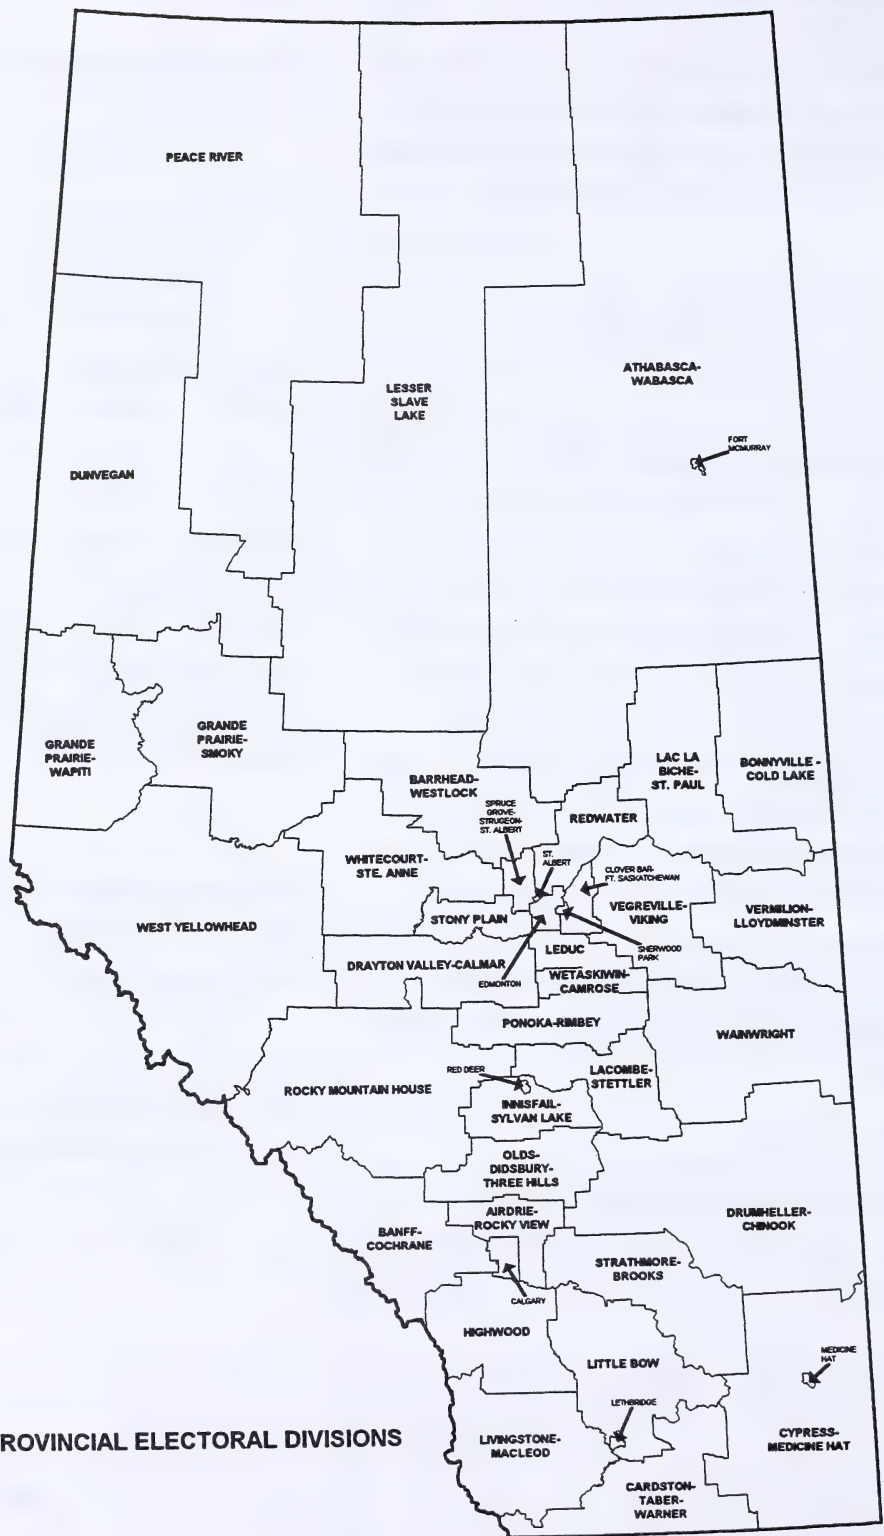 PEACE RIVER
LESSER
SLAVE
LAKE
ATHABASCA-
WABASCA
FORT
MCMURRAY
DUNVEGAN
GRANDE
PRAIRIE-
WAPITI
GRANDE
PRAIRIE-
SMOKY
BARRHEAD-
WESTLOCK
LAC LA
BICHE-
ST. PAUL
BONNYVILLE -
COLD LAKE
SPRUCE
GROVE-
STRUGEON-
ST. ALBERT
REDWATER
ST.
ALBERT
WHITECOURT-
STE. ANNE
CLOVER BAR-
FT. SASKATCHEWAN
STONY PLAIN
VEGREVILLE-
VIKING
VERMILION-
LLOYDMINSTER
WEST YELLOWHEAD
LEDUC
SHERWOOD
PARK
DRAYTON VALLEY-CALMAR
EDMONTON
WETASKIWIN-
CAMROSE
PONOKA-RIMBEY
WAINWRIGHT
RED DEER
LACOMBE-
STETTLER
ROCKY MOUNTAIN HOUSE
INNISFAIL-
SYLVAN LAKE
OLDS-
DIDSBURY-
THREE HILLS
AIRDRIE-
ROCKY VIEW
DRUMHELLER-
CHINOOK
BANFF-
COCHRANE
STRATHMORE-
BROOKS
CALGARY
HIGHWOOD
LITTLE BOW
MEDICINE
HAT
LETHBRIDGE
LIVINGSTONE-
MACLEOD
CYPRESS-
MEDICINE HAT
CARDSTON-
TABER-
WARNER
ROVINCIAL ELECTORAL DIVISIONS